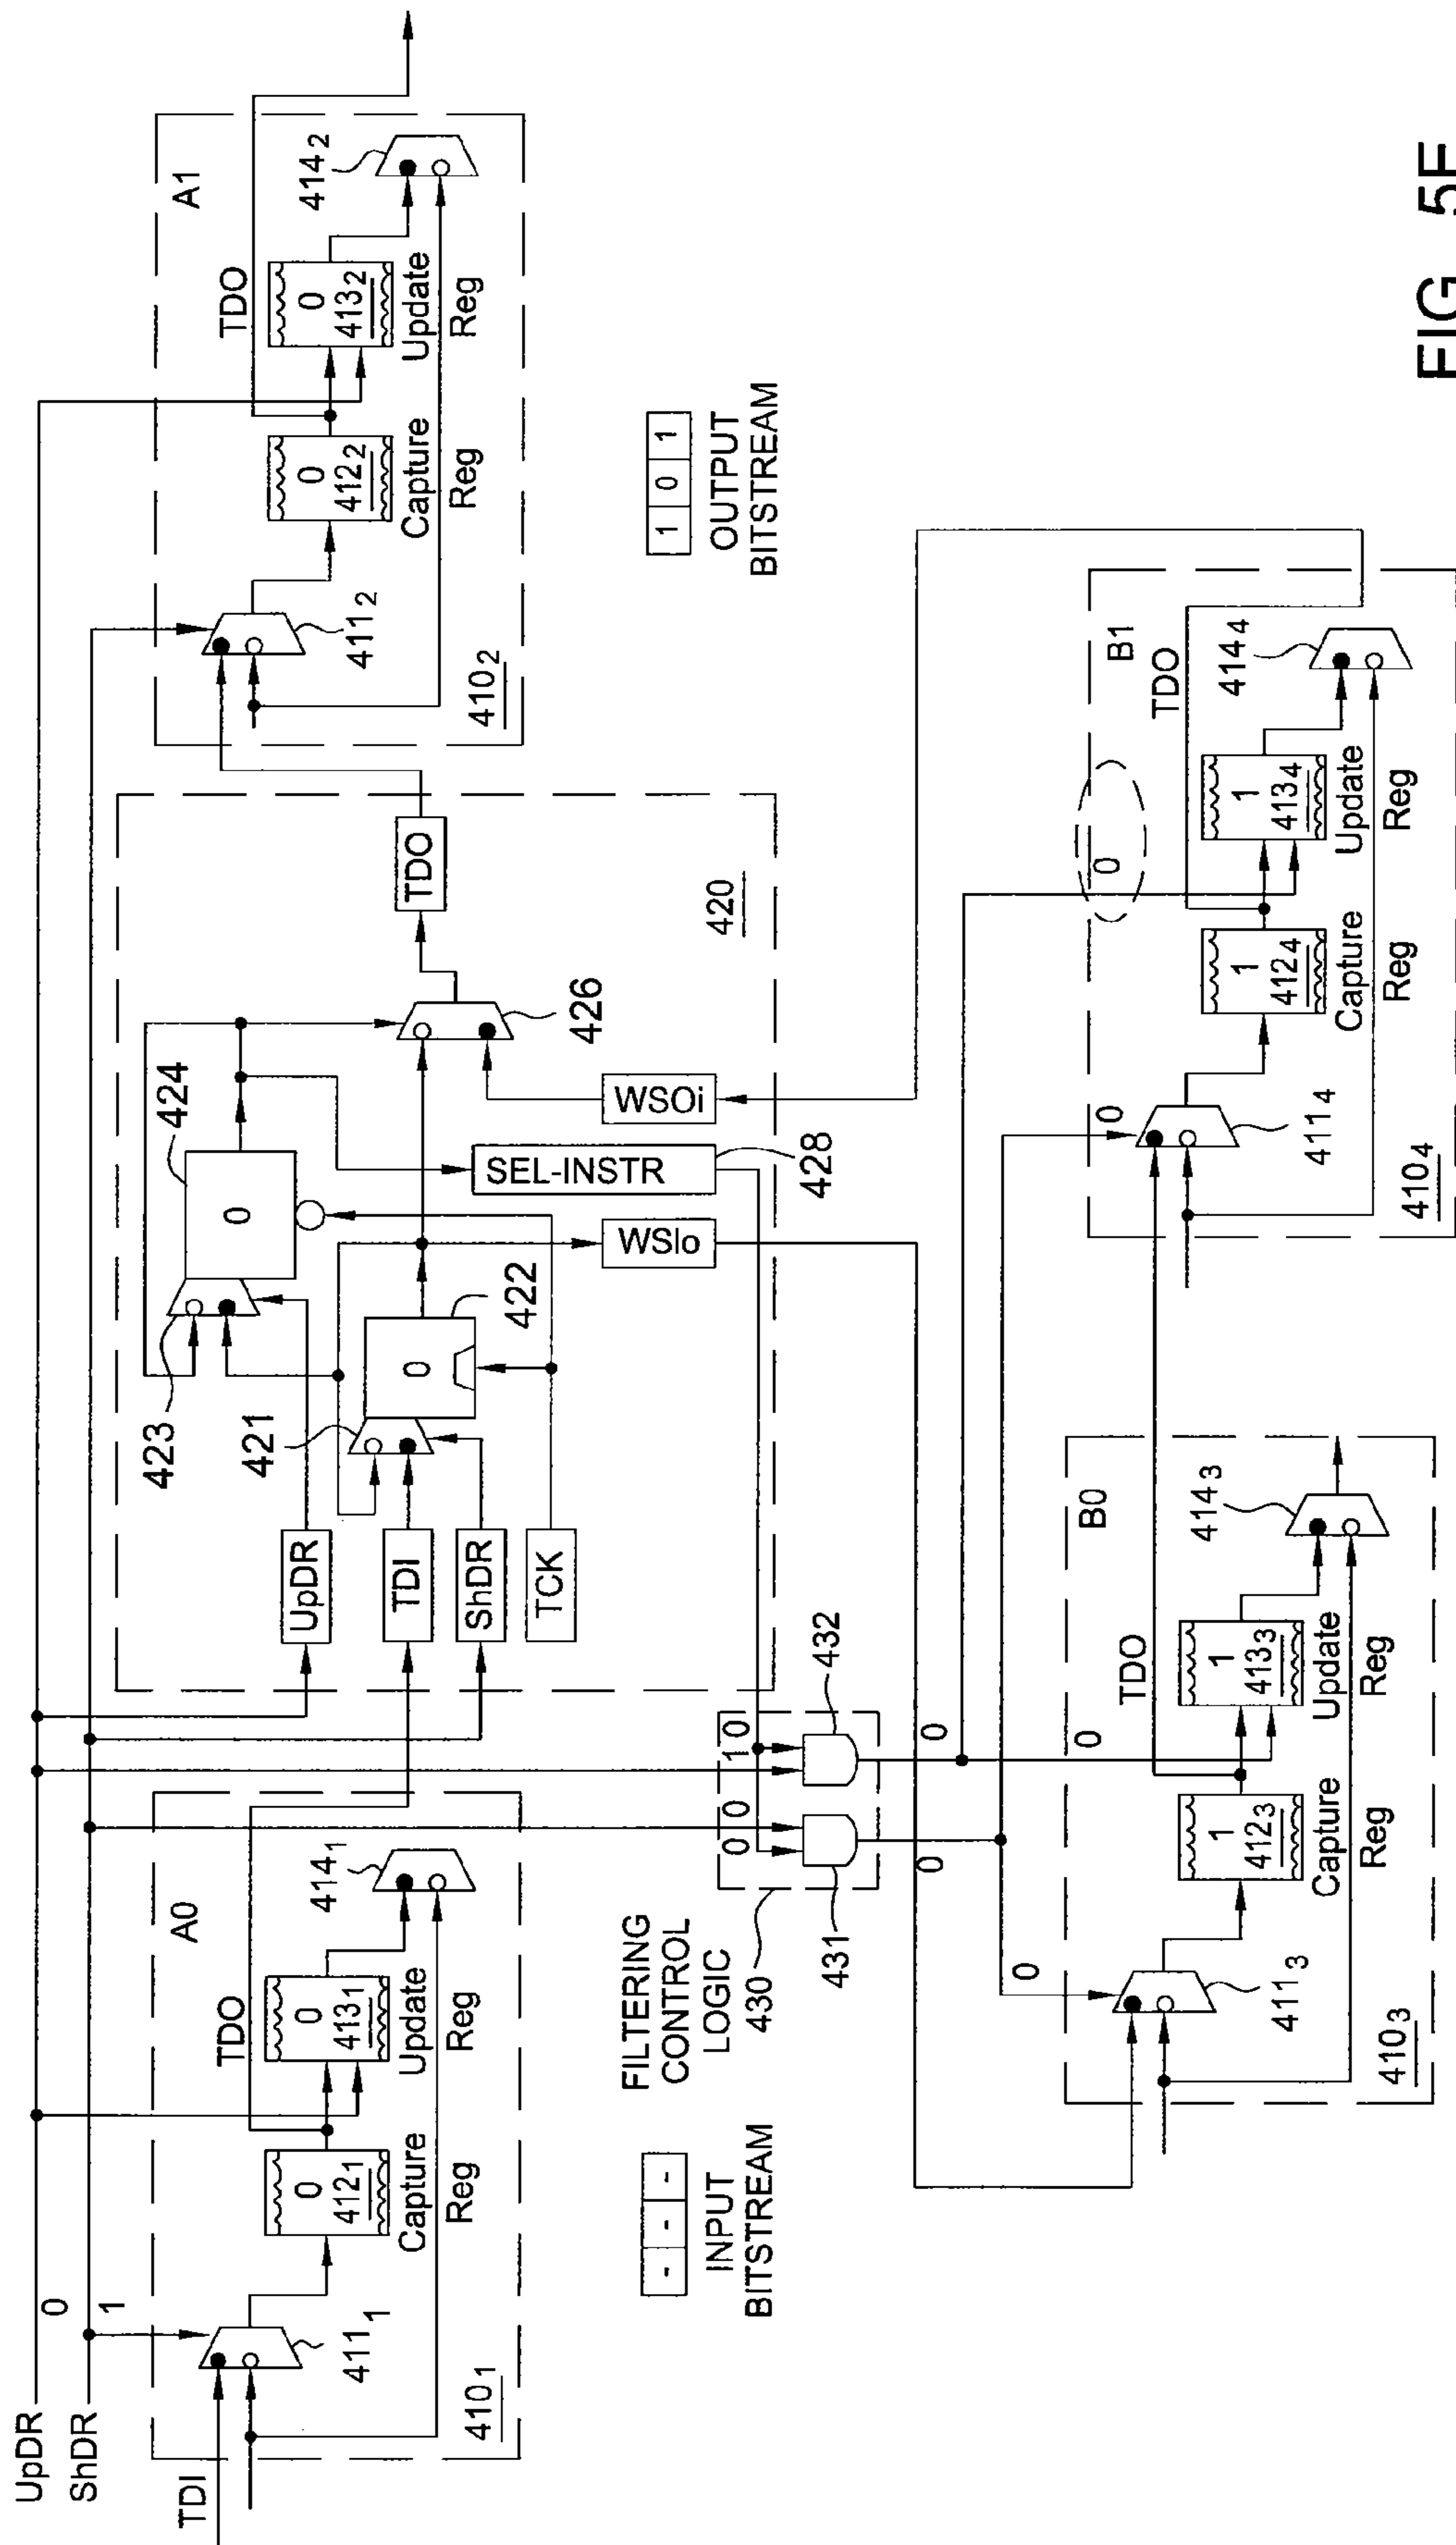 UpDR
0
ShDR
1
TDI
411₁
0
412₁
Capture
Reg
TDO
0
413₁
Update
Reg
A0
414₁
410₁
UpDR
TDI
ShDR
TCK
423
421
0
424
0
422
SEL-INSTR
428
WSIo
WSOi
426
TDO
420
411₂
0
412₂
Capture
Reg
TDO
0
413₂
Update
Reg
A1
414₂
410₂
- - -
INPUT
BITSTREAM
FILTERING
CONTROL
LOGIC
430
0 0 1 0
431
432
0
0
1 0 1
OUTPUT
BITSTREAM
0
411₃
1
412₃
Capture
Reg
0
TDO
1
413₃
Update
Reg
B0
414₃
410₃
0
411₄
1
412₄
Capture
Reg
0
TDO
1
413₄
Update
Reg
B1
414₄
410₄